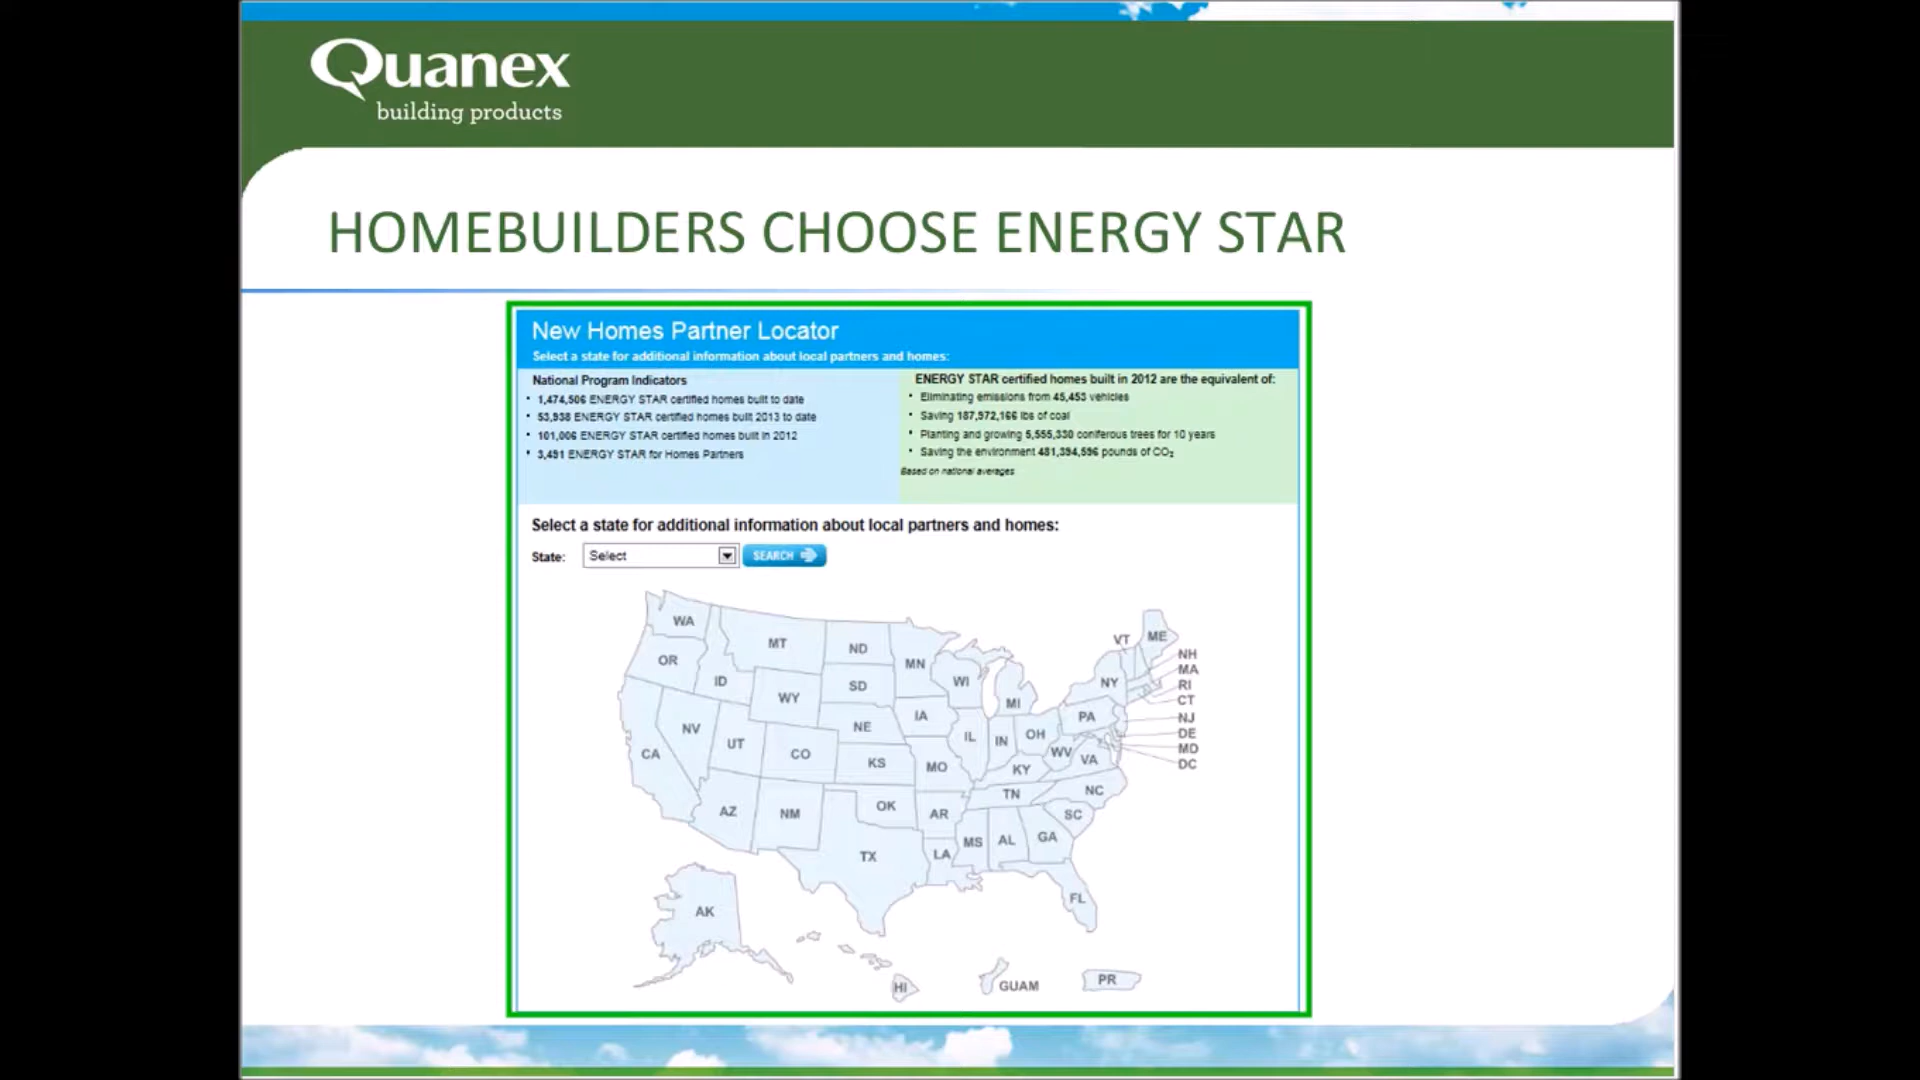 Quanex
building products
HOMEBUILDERS CHOOSE ENERGY STAR
New Homes Partner Locator
Select a state for additional information about local partners and homes:
National Program Indicators
• 1,474,506 ENERGY STAR certified homes built to date
• 53,938 ENERGY STAR certified homes built 2013 to date
• 101,006 ENERGY STAR certified homes built in 2012
• 3,491 ENERGY STAR for Homes Partners
ENERGY STAR certified homes built in 2012 are the equivalent of:
• Eliminating emissions from 45,453 vehicles
• Saving 187,972,166 lbs of coal
• Planting and growing 5,555,330 coniferous trees for 10 years
• Saving the environment 481,394,596 pounds of CO₂
Based on national averages
Select a state for additional information about local partners and homes:
State: Select SEARCH
WA
MT
ND
MN
VT
ME
OR
ID
WY
SD
WI
MI
NY
NH
MA
RI
CT
NJ
DE
MD
DC
NV
UT
CO
NE
IA
IL
IN
OH
PA
CA
KS
MO
KY
WV
VA
AZ
NM
OK
AR
TN
NC
SC
TX
LA
MS
AL
GA
FL
AK
HI
GUAM
PR